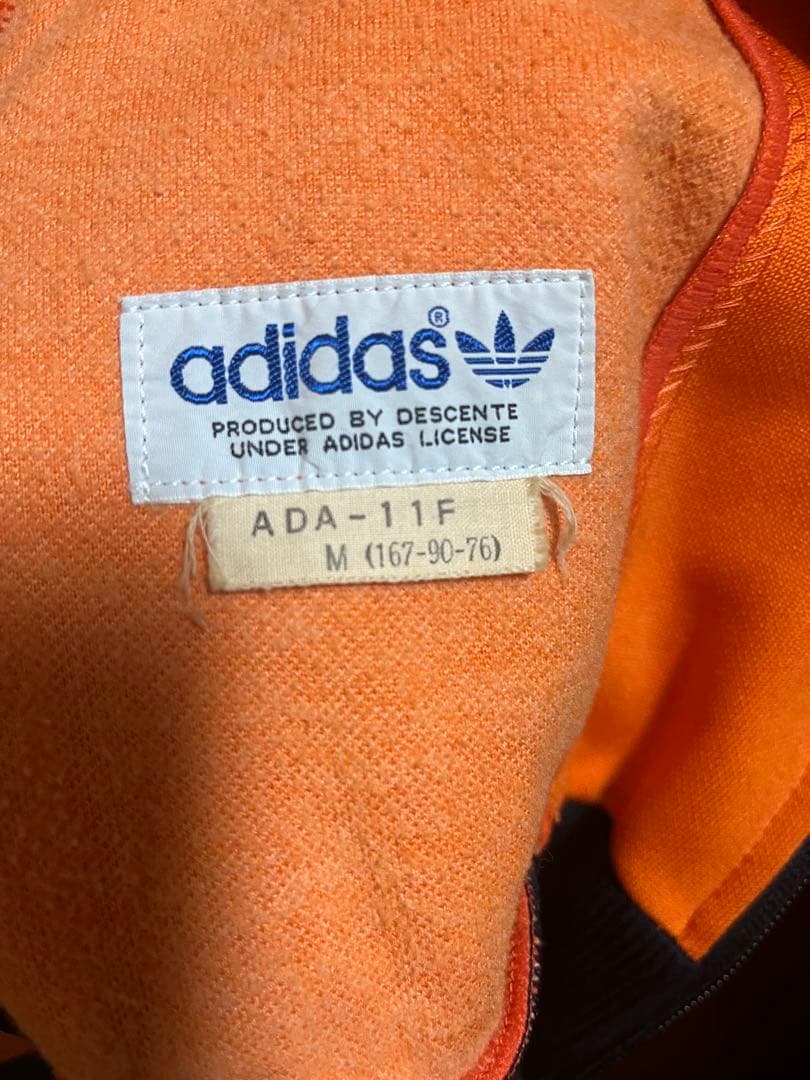 adidas®
PRODUCED BY DESCENTE
UNDER ADIDAS LICENSE
ADA-11F
M (167-90-76)